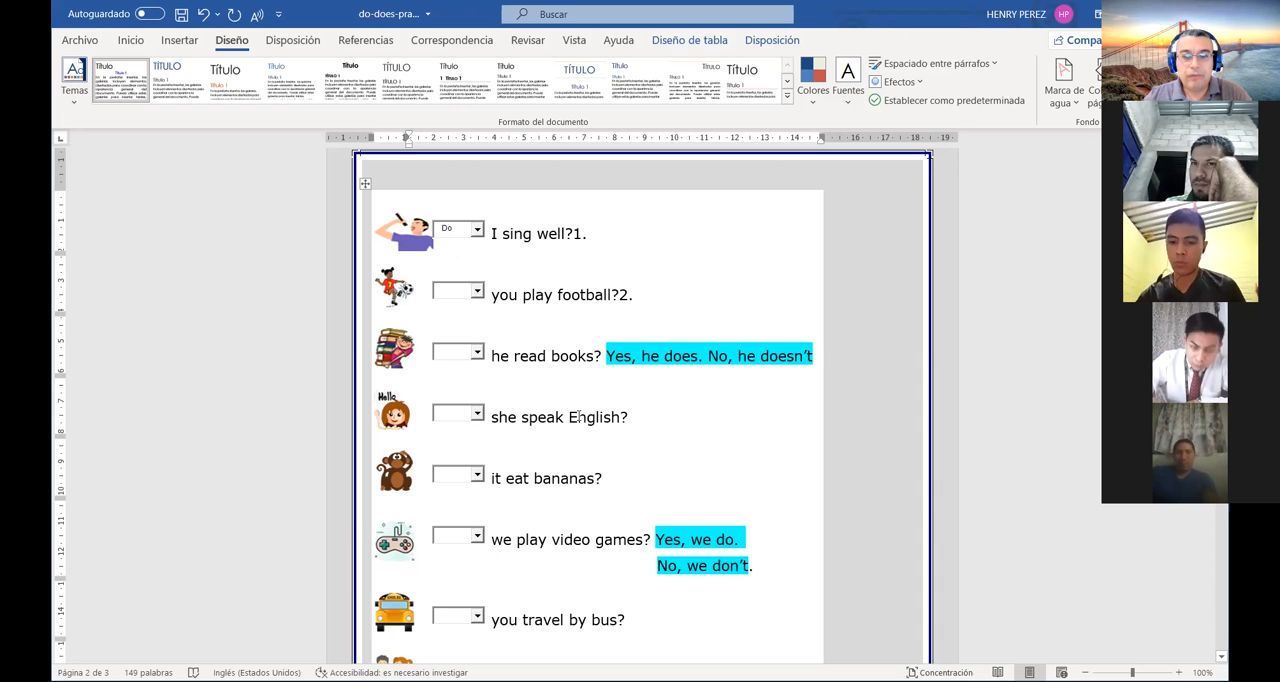 Autoguardado
do-does-pra...
Buscar
HENRY PEREZ
HP
Archivo
Inicio
Insertar
Diseño
Disposición
Referencias
Correspondencia
Revisar
Vista
Ayuda
Diseño de tabla
Disposición
Temas
Título
TÍTULO
Título
Título
TÍTULO
Título
Título
TÍTULO
Título
Colores
Fuentes
Espaciado entre párrafos
Efectos
Establecer como predeterminada
Marca de
agua
Formato del documento
Fondo
Do
I sing well?1.
you play football?2.
he read books? Yes, he does. No, he doesn't
Hello
she speak English?
it eat bananas?
we play video games? Yes, we do.
No, we don't.
you travel by bus?
Página 2 de 3
149 palabras
Inglés (Estados Unidos)
Accesibilidad: es necesario investigar
Concentración
100%